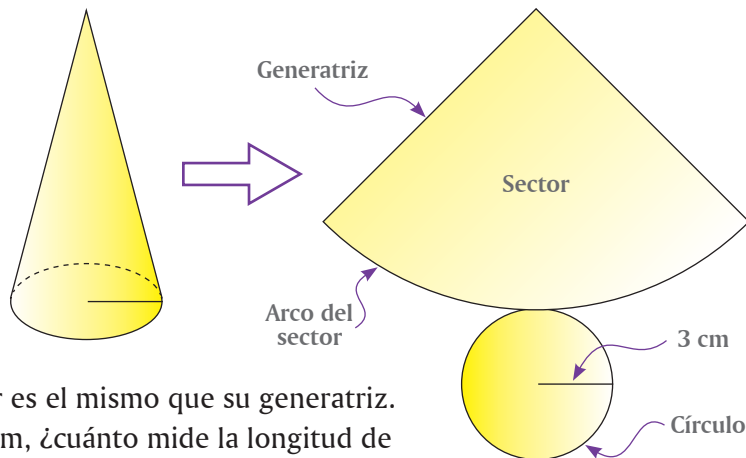 Generatriz
Sector
Arco del
sector
3 cm
Círculo
es el mismo que su generatriz.
¿cuánto mide la longitud de